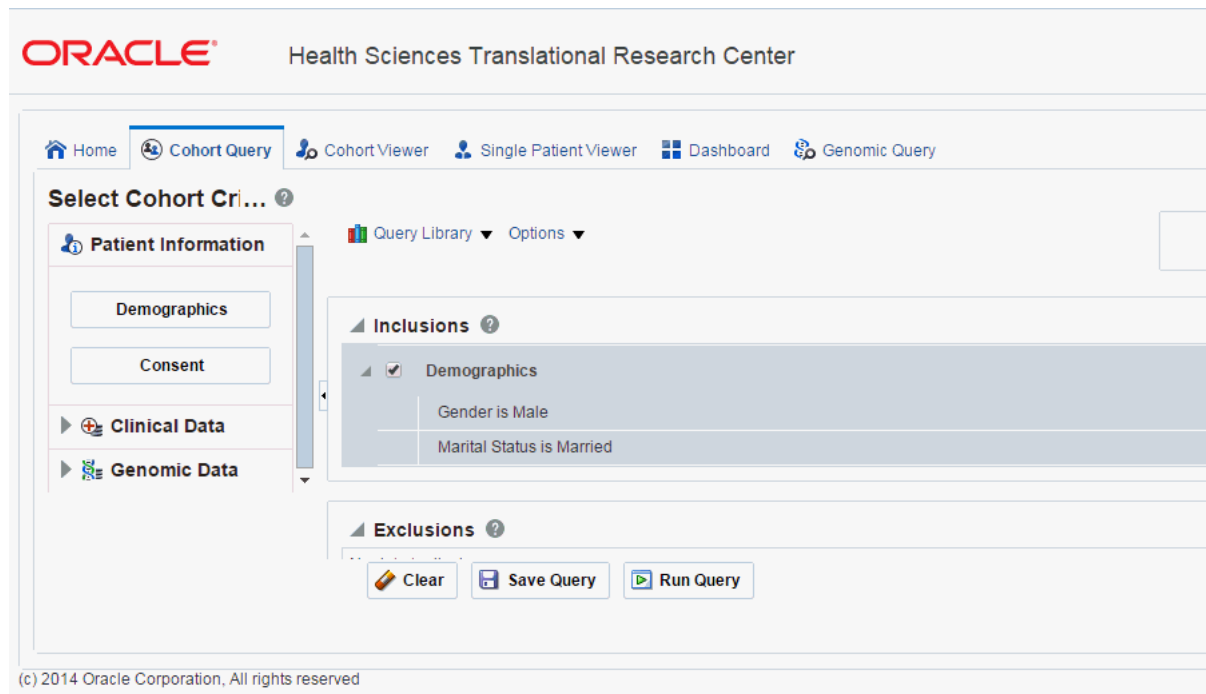 ORACLE Health Sciences Translational Research Center
Home Cohort Query Cohort Viewer Single Patient Viewer Dashboard Genomic Query
Select Cohort Cri...
Patient Information
Demographics
Consent
Clinical Data
Genomic Data
Query Library Options
Inclusions
Demographics
Gender is Male
Marital Status is Married
Exclusions
Clear Save Query Run Query
(c) 2014 Oracle Corporation, All rights reserved